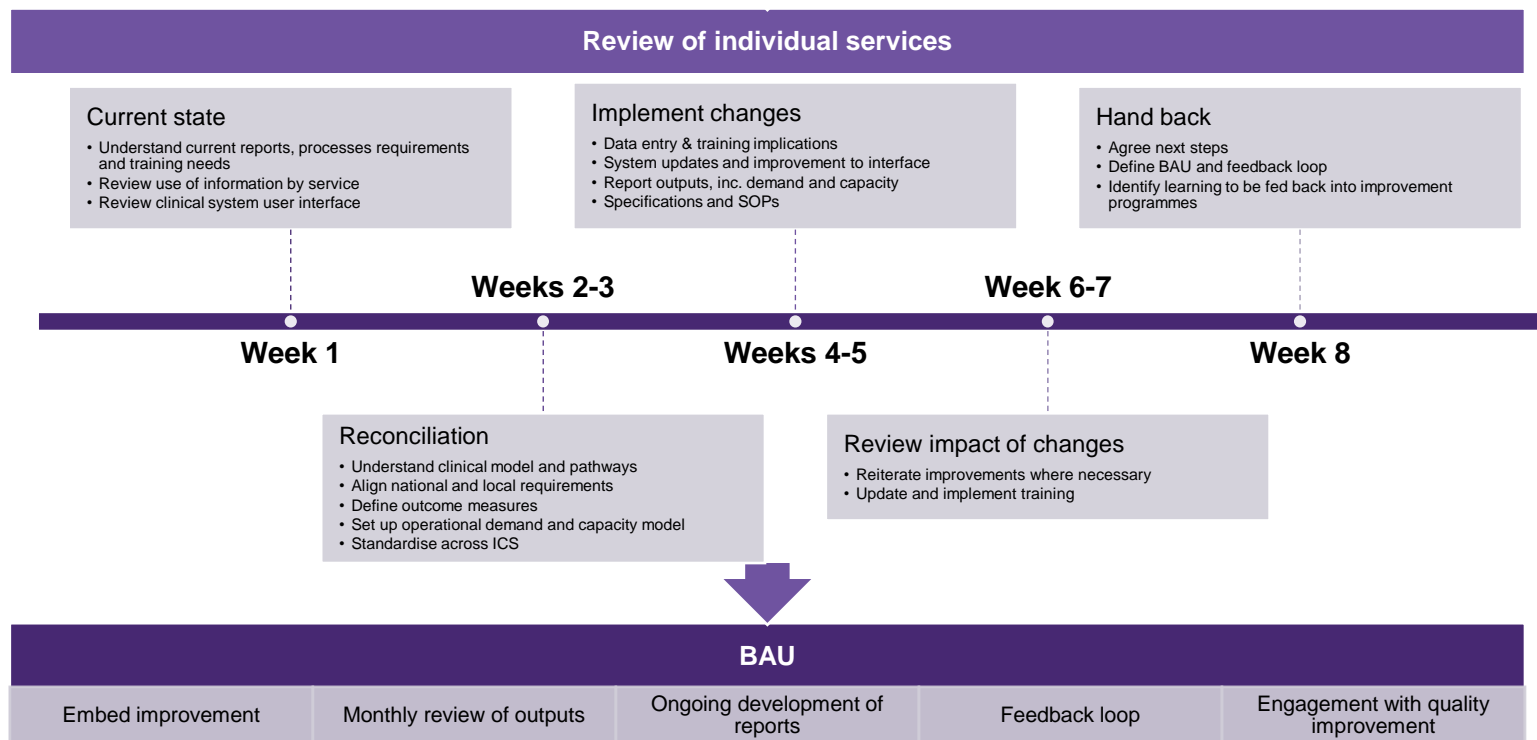 Review of individual services
Current state
• Understand current reports, processes requirements
and training needs
• Review use of information by service
• Review clinical system user interface
Implement changes
• Data entry & training implications
• System updates and improvement to interface
• Report outputs, inc. demand and capacity
• Specifications and SOPs
Hand back
• Agree next steps
• Define BAU and feedback loop
• Identify learning to be fed back into improvement
programmes
Weeks 2-3
Week 6-7
Week 1
Weeks 4-5
Week 8
Reconciliation
• Understand clinical model and pathways
• Align national and local requirements
• Define outcome measures
• Set up operational demand and capacity model
• Standardise across ICS
Review impact of changes
• Reiterate improvements where necessary
• Update and implement training
BAU
Embed improvement
Monthly review of outputs
Ongoing development of
reports
Feedback loop
Engagement with quality
improvement